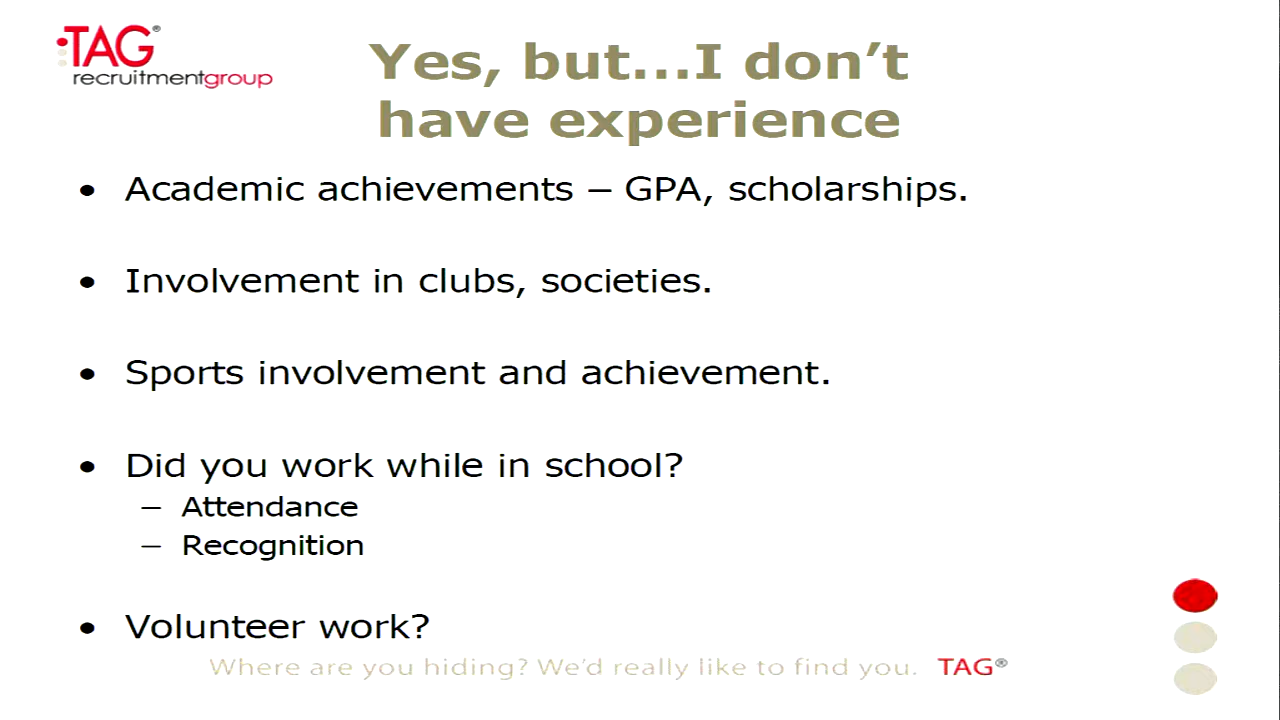 TAG®
recruitmentgroup
Yes, but...I don’t
have experience
• Academic achievements – GPA, scholarships.
• Involvement in clubs, societies.
• Sports involvement and achievement.
• Did you work while in school?
– Attendance
– Recognition
• Volunteer work?
Where are you hiding? We’d really like to find you. TAG®